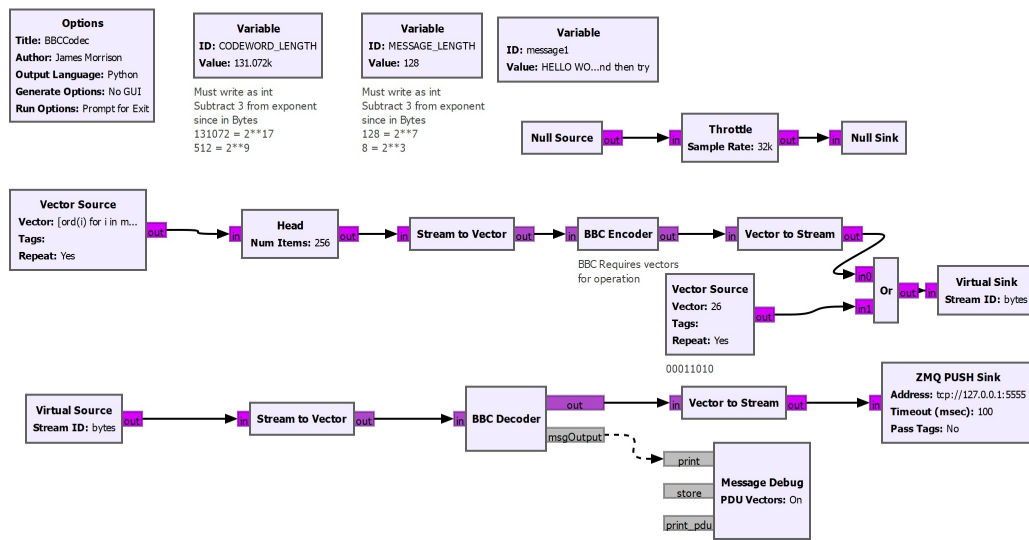 Options
Title: BBCCodec
Author: James Morrison
Output Language: Python
Generate Options: No GUI
Run Options: Prompt for Exit
Variable
ID: CODEWORD_LENGTH
Value: 131.072k
Must write as int
Subtract 3 from exponent
since in Bytes
131072 = 2**17
512 = 2**9
Variable
ID: MESSAGE_LENGTH
Value: 128
Must write as int
Subtract 3 from exponent
since in Bytes
128 = 2**7
8 = 2**3
Variable
ID: message1
Value: HELLO WO...nd then try
Null Source
out
in
Throttle
Sample Rate: 32k
out
in
Null Sink
Vector Source
Vector: [ord(i) for i in m...
Tags:
Repeat: Yes
out
in
Head
Num Items: 256
out
in
Stream to Vector
out
in
BBC Encoder
out
BBC Requires vectors
for operation
in
Vector to Stream
out
Vector Source
Vector: 26
Tags:
Repeat: Yes
out
00011010
in0
in1
Or
out
in
Virtual Sink
Stream ID: bytes
Virtual Source
Stream ID: bytes
out
in
Stream to Vector
out
in
BBC Decoder
out
msgOutput
in
Vector to Stream
out
in
ZMQ PUSH Sink
Address: tcp://127.0.0.1:5555
Timeout (msec): 100
Pass Tags: No
print
store
print_pdu
Message Debug
PDU Vectors: On